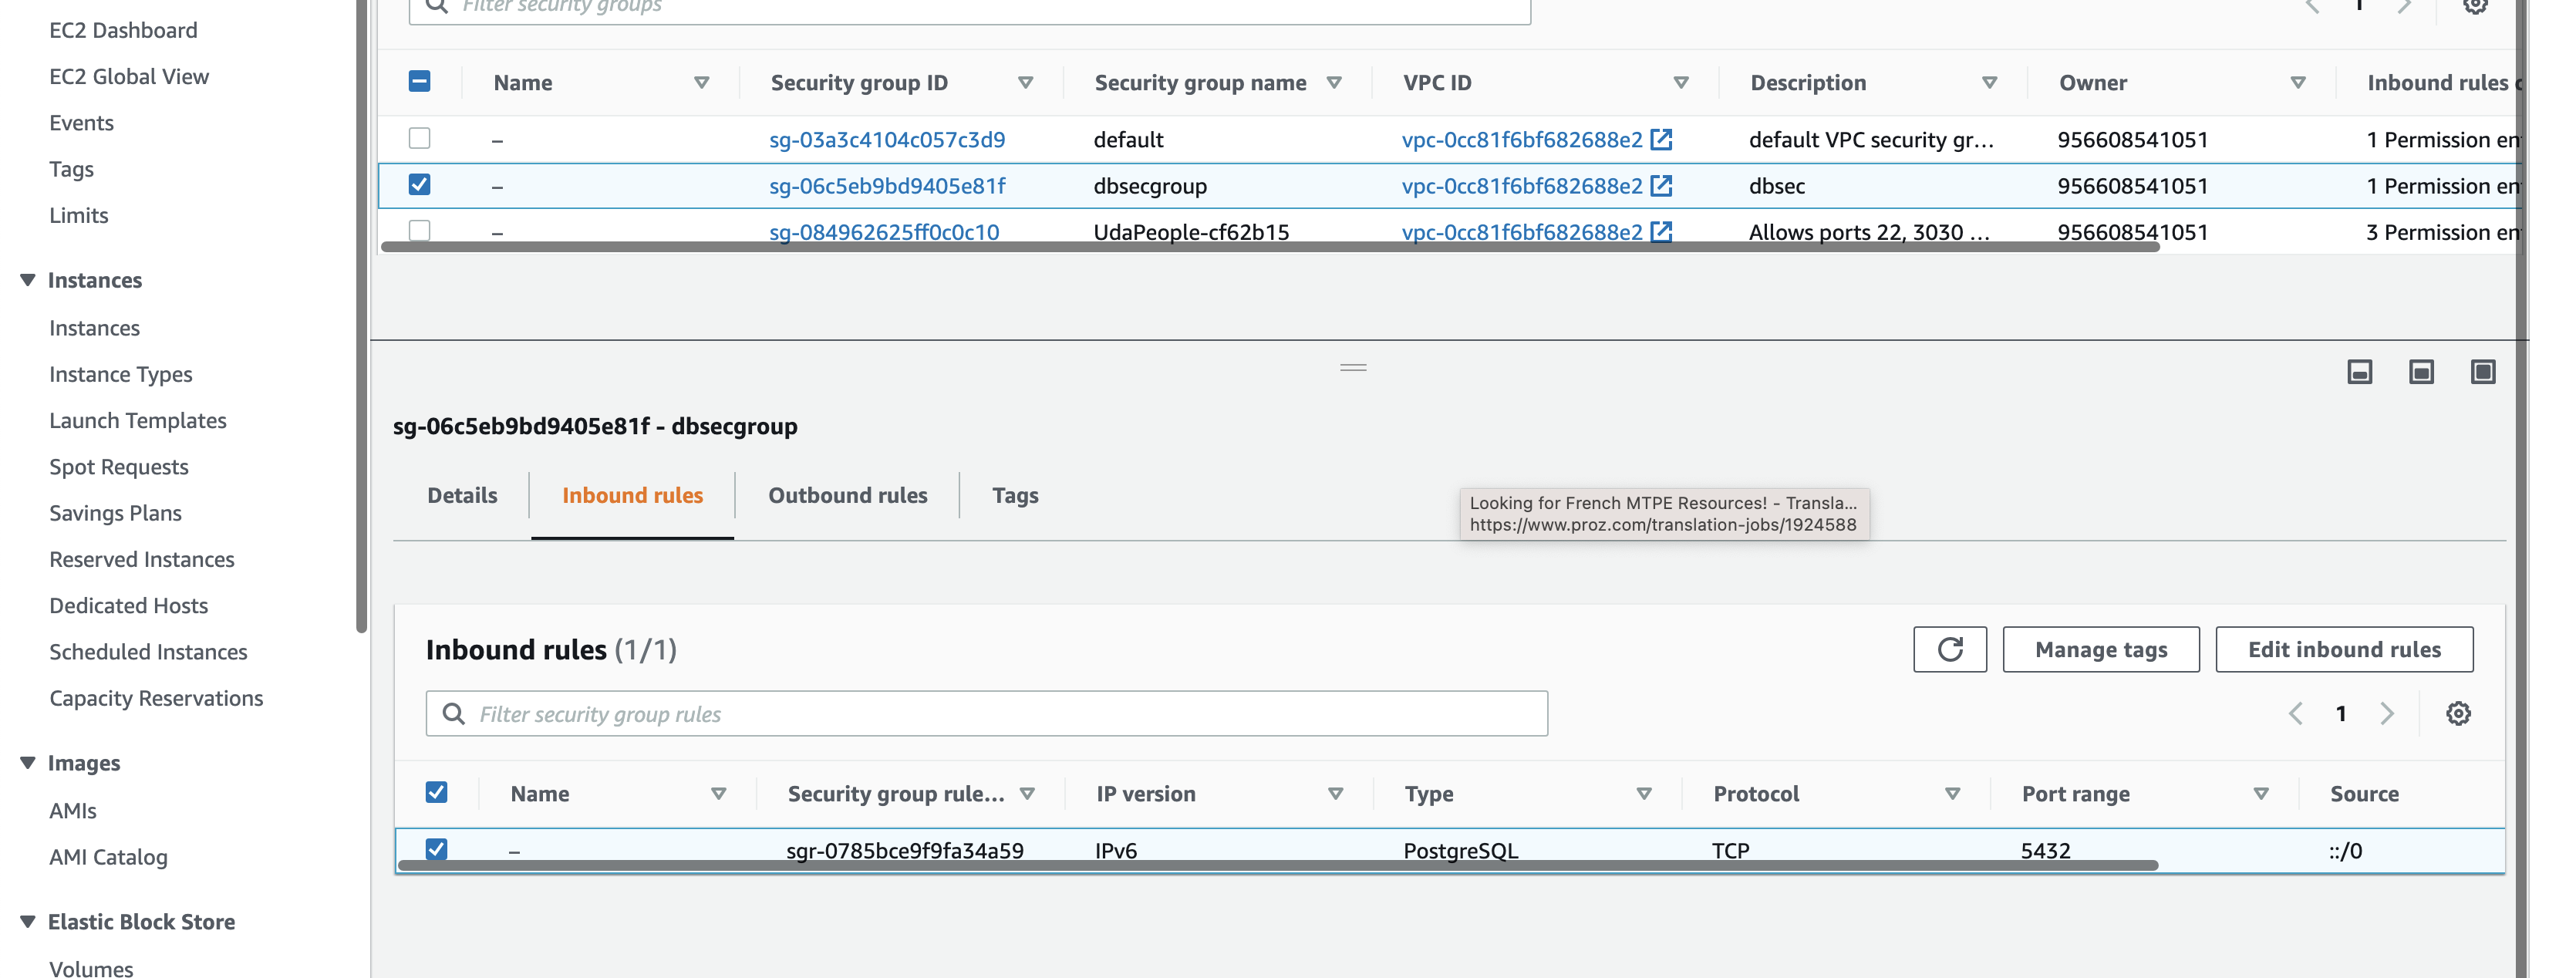 EC2 Dashboard
EC2 Global View
Events
Tags
Limits
Instances
Instances
Instance Types
Launch Templates
Spot Requests
Savings Plans
Reserved Instances
Dedicated Hosts
Scheduled Instances
Capacity Reservations
Images
AMIs
AMI Catalog
Elastic Block Store
Volumes
Filter security groups
1
Name Security group ID Security group name VPC ID Description Owner Inbound rules c
– sg-03a3c4104c057c3d9 default vpc-0cc81f6bf682688e2 default VPC security gr... 956608541051 1 Permission en
– sg-06c5eb9bd9405e81f dbsecgroup vpc-0cc81f6bf682688e2 dbsec 956608541051 1 Permission en
– sg-084962625ff0c0c10 UdaPeople-cf62b15 vpc-0cc81f6bf682688e2 Allows ports 22, 3030 ... 956608541051 3 Permission en
sg-06c5eb9bd9405e81f - dbsecgroup
Details Inbound rules Outbound rules Tags
Looking for French MTPE Resources! - Transla...
https://www.proz.com/translation-jobs/1924588
Inbound rules (1/1) Manage tags Edit inbound rules
Filter security group rules 1
Name Security group rule... IP version Type Protocol Port range Source
– sgr-0785bce9f9fa34a59 IPv6 PostgreSQL TCP 5432 ::/0